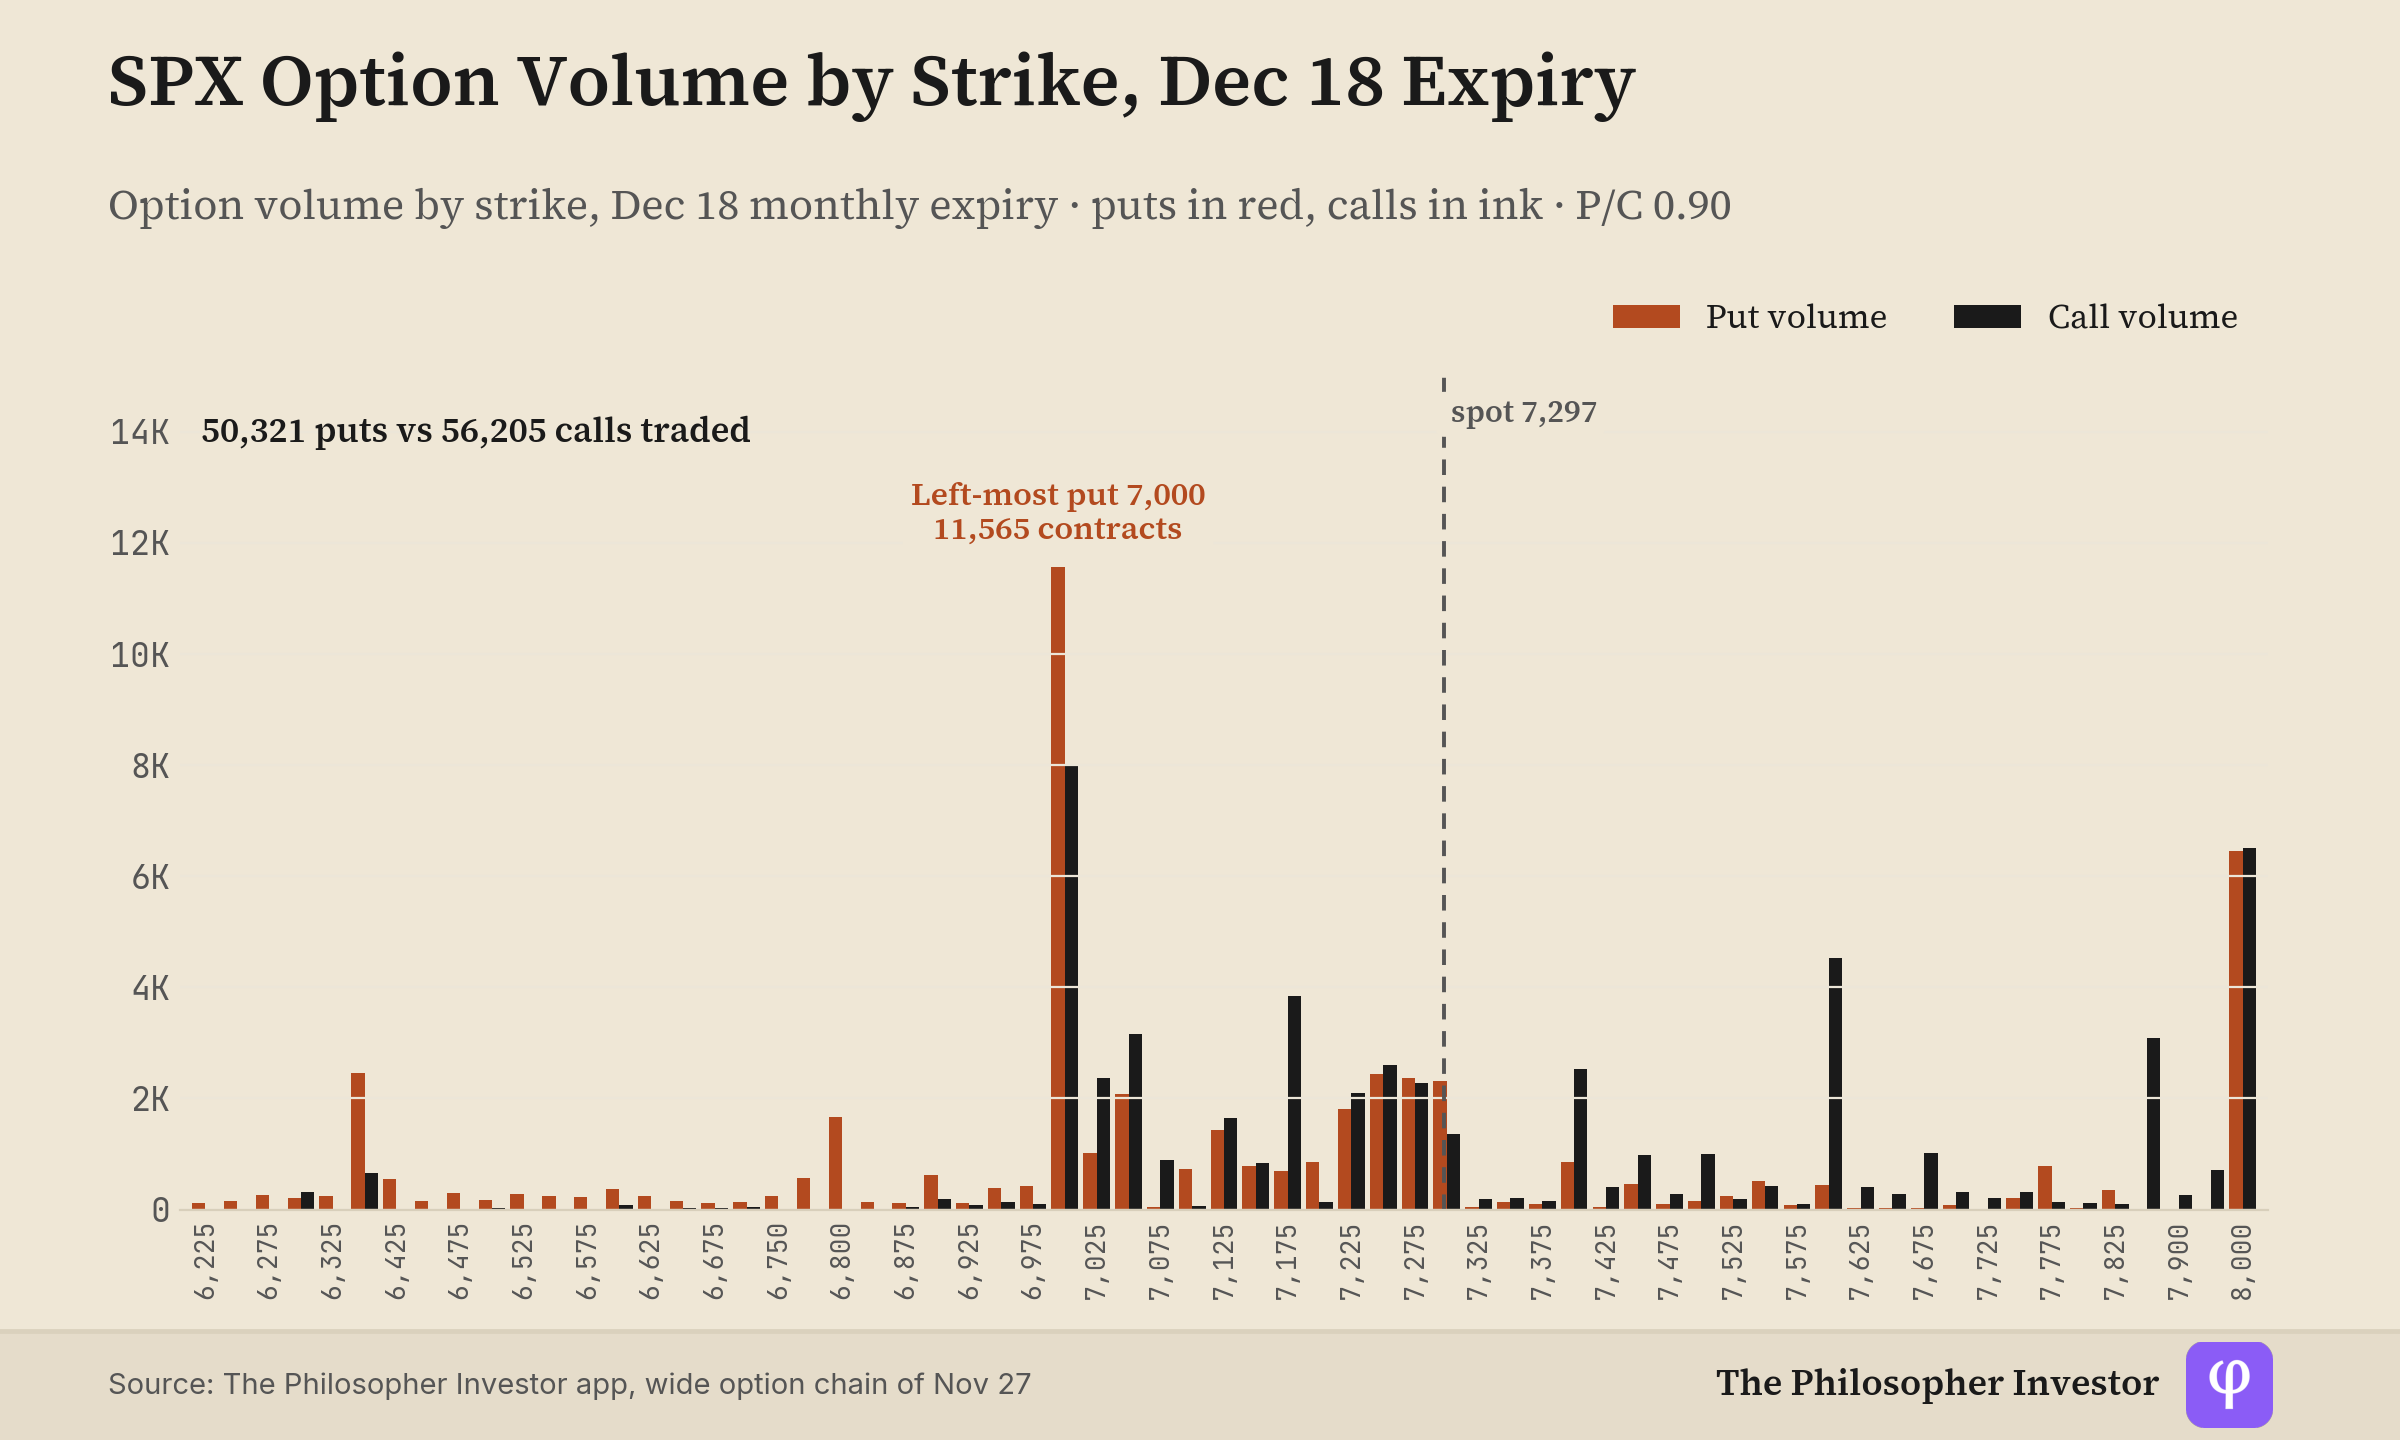 SPX Option Volume by Strike, Dec 18 Expiry
Option volume by strike, Dec 18 monthly expiry · puts in red, calls in ink · P/C 0.90
Put volume
Call volume
spot 7,297
50,321 puts vs 56,205 calls traded
Left-most put 7,000
11,565 contracts
14K
12K
10K
8K
6K
4K
2K
0
6,225
6,275
6,325
6,425
6,475
6,525
6,575
6,625
6,675
6,750
6,800
6,875
6,925
6,975
7,025
7,075
7,125
7,175
7,225
7,275
7,325
7,375
7,425
7,475
7,525
7,575
7,625
7,675
7,725
7,775
7,825
7,900
8,000
Source: The Philosopher Investor app, wide option chain of Nov 27
The Philosopher Investor
φ